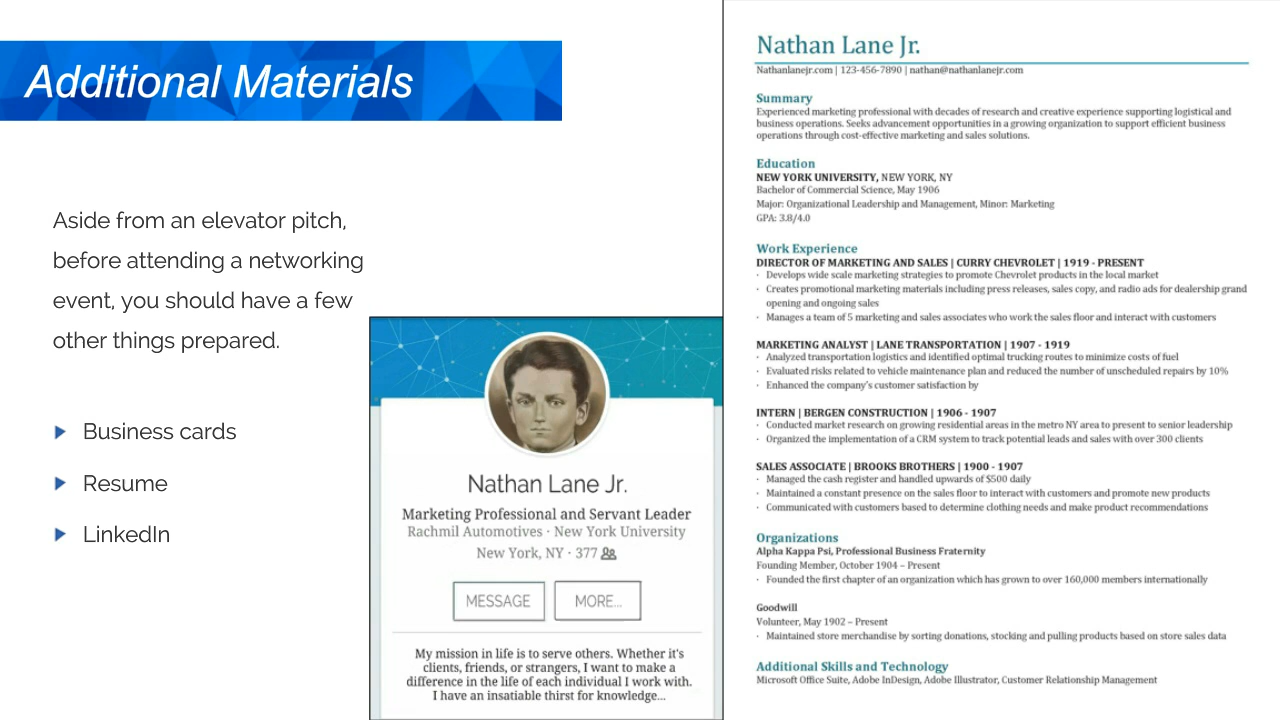 Additional Materials
Aside from an elevator pitch,
before attending a networking
event, you should have a few
other things prepared.
Business cards
Resume
LinkedIn
Nathan Lane Jr.
Marketing Professional and Servant Leader
Rachmil Automotives · New York University
New York, NY · 377
MESSAGE MORE...
My mission in life is to serve others. Whether it's
clients, friends, or strangers, I want to make a
difference in the life of each individual I work with.
I have an insatiable thirst for knowledge...
Nathan Lane Jr.
Nathanlanejr.com | 123-456-7890 | nathan@nathanlanejr.com
Summary
Experienced marketing professional with decades of research and creative experience supporting logistical and
business operations. Seeks advancement opportunities in a growing organization to support efficient business
operations through cost-effective marketing and sales solutions.
Education
NEW YORK UNIVERSITY, NEW YORK, NY
Bachelor of Commercial Science, May 1906
Major: Organizational Leadership and Management, Minor: Marketing
GPA: 3.8/4.0
Work Experience
DIRECTOR OF MARKETING AND SALES | CURRY CHEVROLET | 1919 - PRESENT
· Develops wide scale marketing strategies to promote Chevrolet products in the local market
· Creates promotional marketing materials including press releases, sales copy, and radio ads for dealership grand
opening and ongoing sales
· Manages a team of 5 marketing and sales associates who work the sales floor and interact with customers
MARKETING ANALYST | LANE TRANSPORTATION | 1907 - 1919
· Analyzed transportation logistics and identified optimal trucking routes to minimize costs of fuel
· Evaluated risks related to vehicle maintenance plan and reduced the number of unscheduled repairs by 10%
· Enhanced the company's customer satisfaction by
INTERN | BERGEN CONSTRUCTION | 1906 - 1907
· Conducted market research on growing residential areas in the metro NY area to present to senior leadership
· Organized the implementation of a CRM system to track potential leads and sales with over 300 clients
SALES ASSOCIATE | BROOKS BROTHERS | 1900 - 1907
· Managed the cash register and handled upwards of $500 daily
· Maintained a constant presence on the sales floor to interact with customers and promote new products
· Communicated with customers based to determine clothing needs and make product recommendations
Organizations
Alpha Kappa Psi, Professional Business Fraternity
Founding Member, October 1904 – Present
· Founded the first chapter of an organization which has grown to over 160,000 members internationally
Goodwill
Volunteer, May 1902 – Present
· Maintained store merchandise by sorting donations, stocking and pulling products based on store sales data
Additional Skills and Technology
Microsoft Office Suite, Adobe InDesign, Adobe Illustrator, Customer Relationship Management